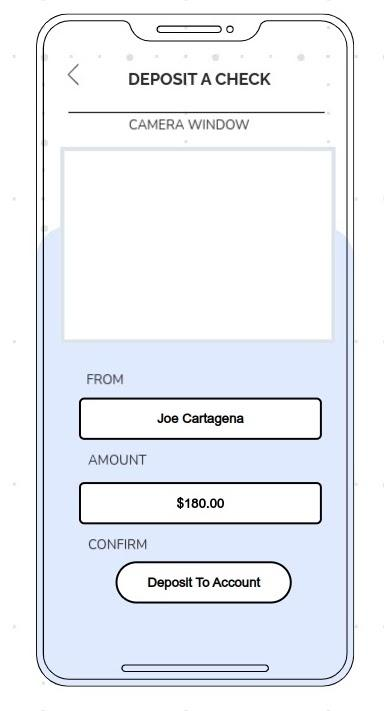 DEPOSIT A CHECK
CAMERA WINDOW
FROM
Joe Cartagena
AMOUNT
$180.00
CONFIRM
Deposit To Account